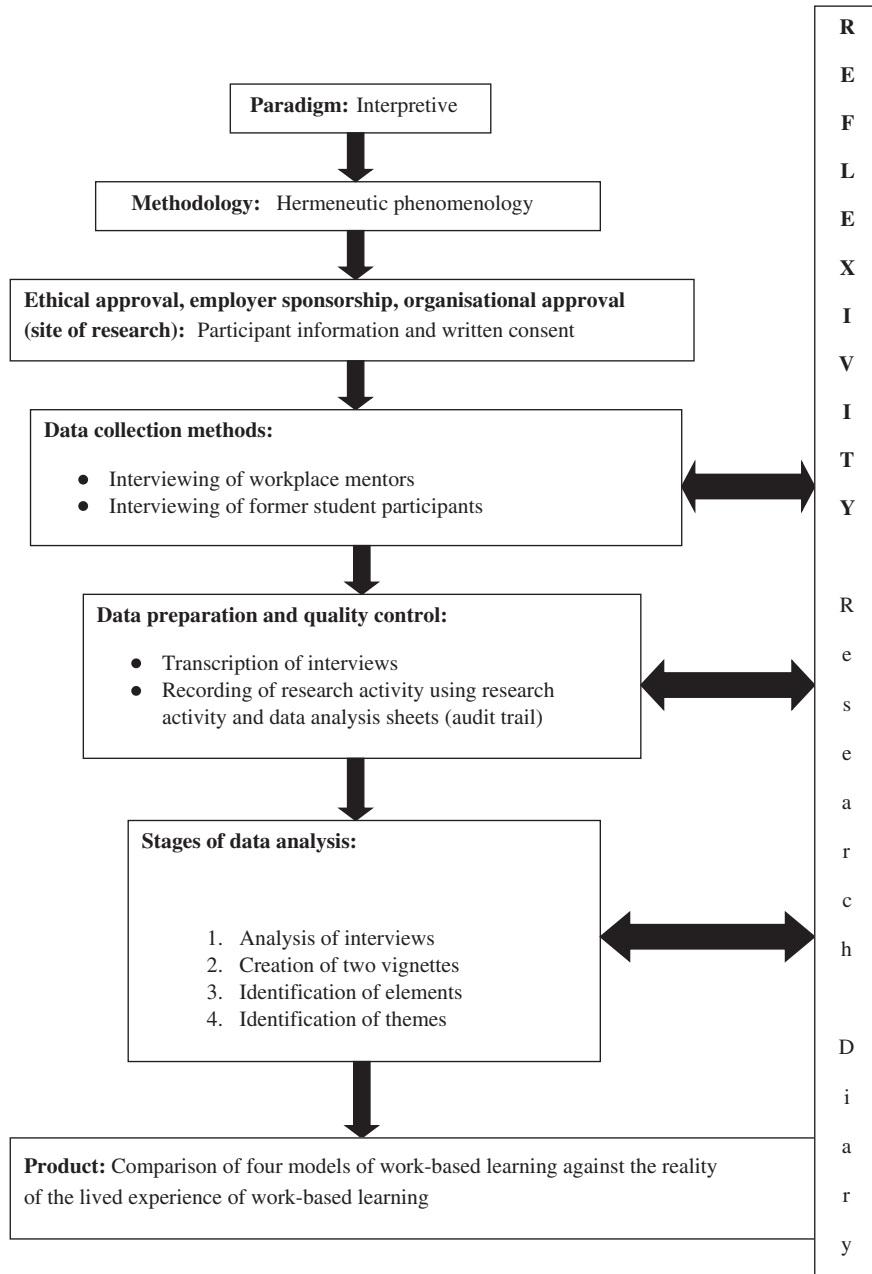 Paradigm: Interpretive
Methodology: Hermeneutic phenomenology
Ethical approval, employer sponsorship, organisational approval
(site of research): Participant information and written consent
Data collection methods:
● Interviewing of workplace mentors
● Interviewing of former student participants
Data preparation and quality control:
● Transcription of interviews
● Recording of research activity using research
activity and data analysis sheets (audit trail)
Stages of data analysis:
1. Analysis of interviews
2. Creation of two vignettes
3. Identification of elements
4. Identification of themes
Product: Comparison of four models of work-based learning against the reality
of the lived experience of work-based learning
R
E
F
L
E
X
I
V
I
T
Y
R
e
s
e
a
r
c
h
D
i
a
r
y